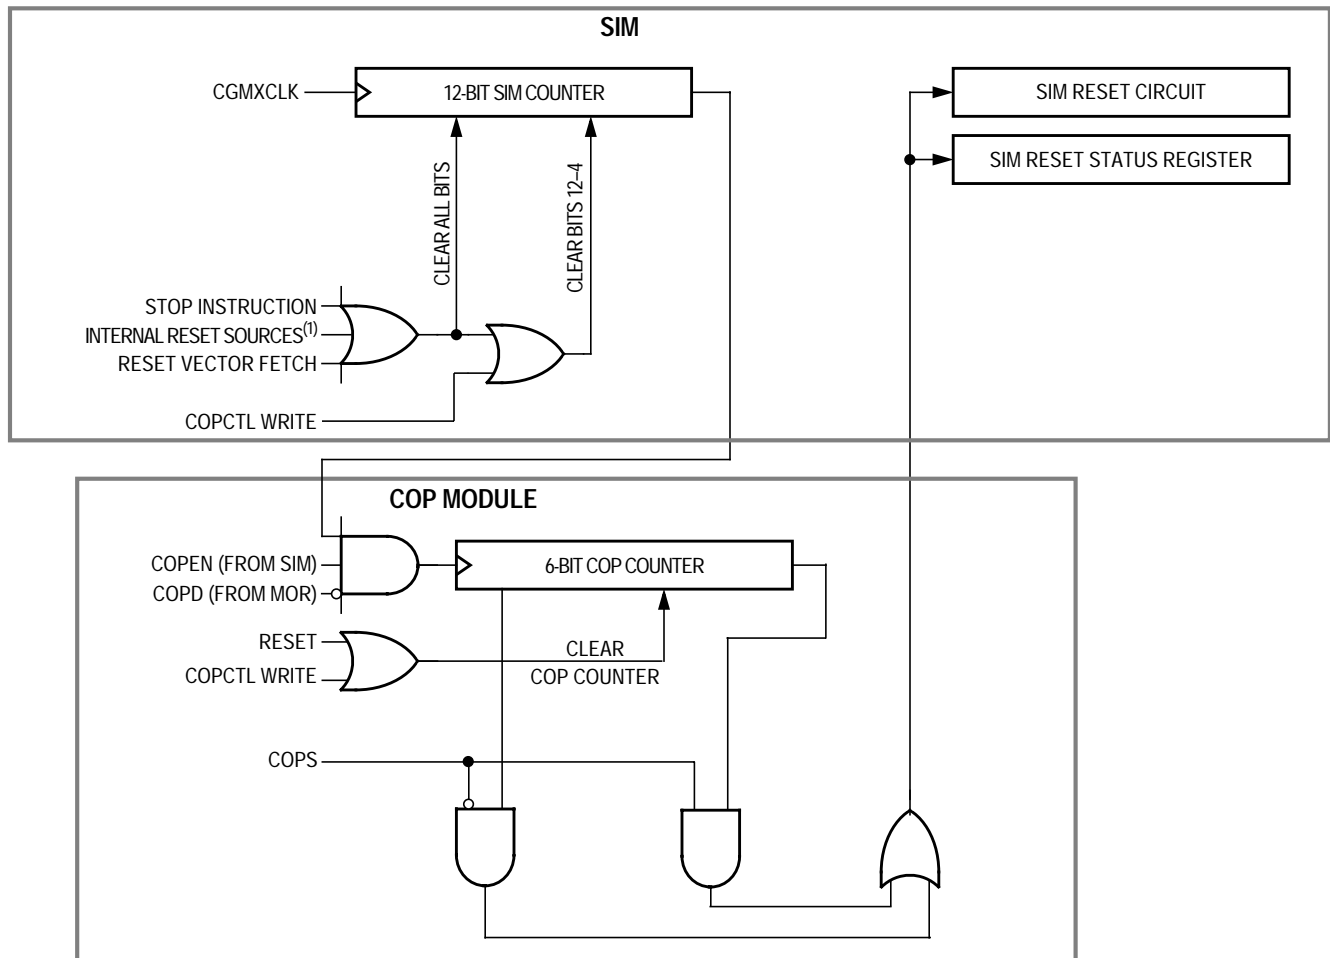 SIM
CGMXCLK
12-BIT SIM COUNTER
SIM RESET CIRCUIT
SIM RESET STATUS REGISTER
CLEAR ALL BITS
CLEAR BITS 12–4
STOP INSTRUCTION
INTERNAL RESET SOURCES(1)
RESET VECTOR FETCH
COPCTL WRITE
COP MODULE
COPEN (FROM SIM)
COPD (FROM MOR)
6-BIT COP COUNTER
RESET
COPCTL WRITE
CLEAR
COP COUNTER
COPS